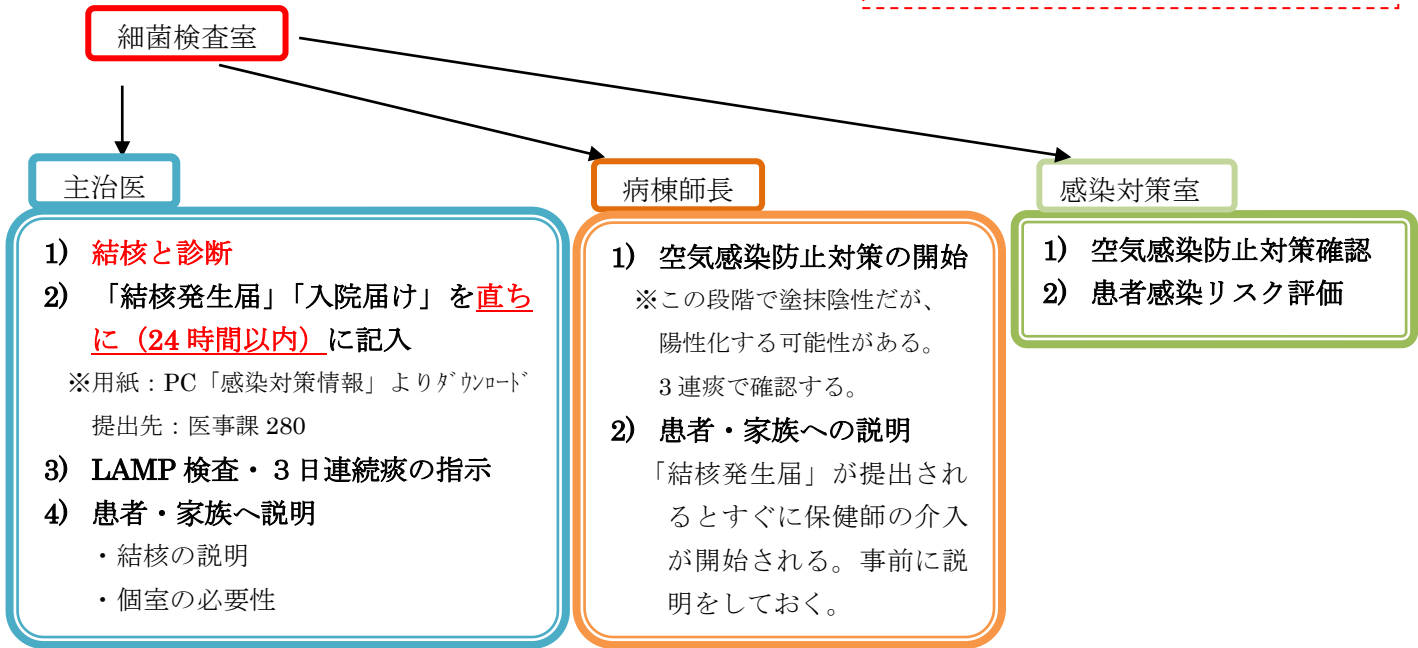 細菌検査室
主治医
1) 結核と診断
2) 「結核発生届」「入院届け」を直ち
に（24時間以内）に記入
※用紙：PC「感染対策情報」よりﾀﾞｳﾝﾛｰﾄﾞ
提出先：医事課 280
3) LAMP 検査・３日連続痰の指示
4) 患者・家族へ説明
・結核の説明
・個室の必要性
病棟師長
1) 空気感染防止対策の開始
※この段階で塗抹陰性だが、
陽性化する可能性がある。
3 連痰で確認する。
2) 患者・家族への説明
「結核発生届」が提出され
るとすぐに保健師の介入
が開始される。事前に説
明をしておく。
感染対策室
1) 空気感染防止対策確認
2) 患者感染リスク評価